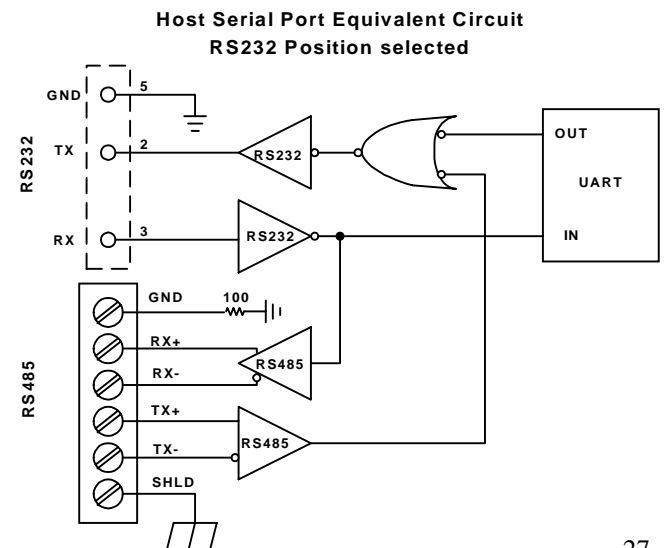 Host Serial Port Equivalent Circuit
RS232 Position selected
GND
5
TX
2
RS232
RX
3
RS232
RS232
OUT
UART
IN
GND
100
RX+
RX-
RS485
RS485
TX+
TX-
RS485
SHLD
27